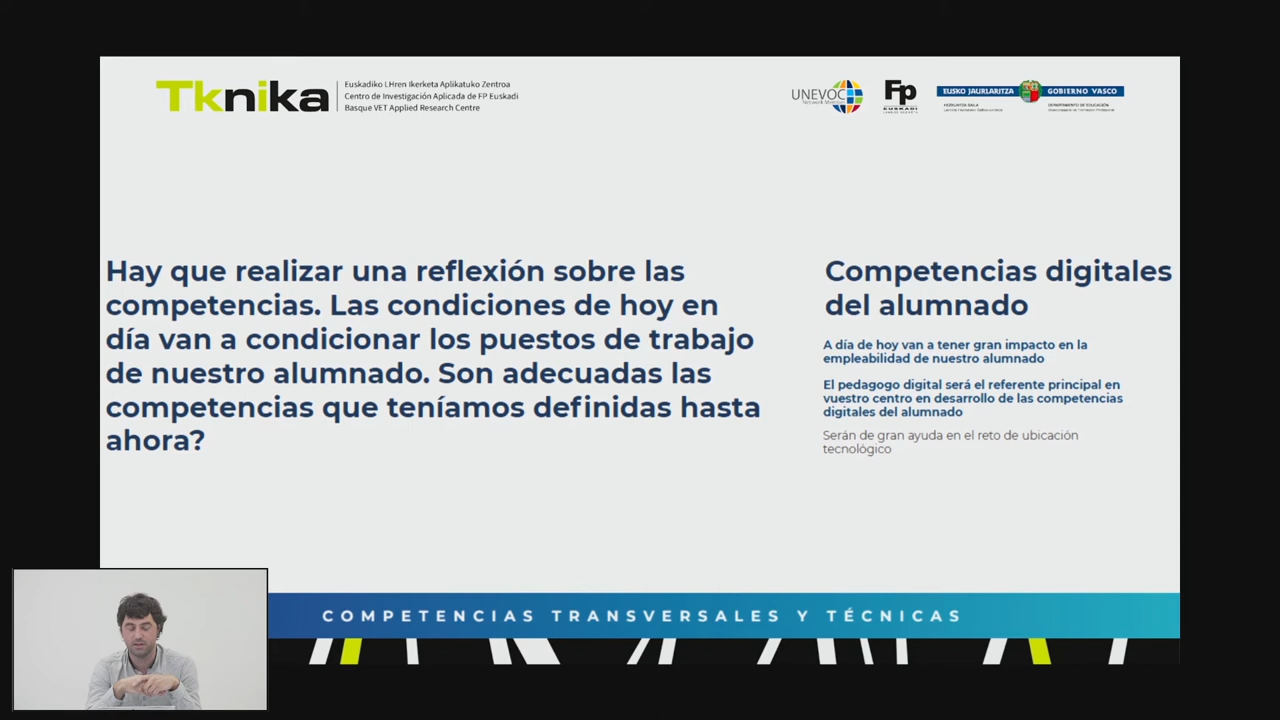 Tknika
Euskadiko LHren Ikerketa Aplikatuko Zentroa
Centro de Investigación Aplicada de FP Euskadi
Basque VET Applied Research Centre
UNEVOC
Fp
EUSKADI
EUSKO JAURLARITZA
GOBIERNO VASCO
HEZKUNTZA SAILA
DEPARTAMENTO DE EDUCACIÓN
Hay que realizar una reflexión sobre las
competencias. Las condiciones de hoy en
día van a condicionar los puestos de trabajo
de nuestro alumnado. Son adecuadas las
competencias que teníamos definidas hasta
ahora?
Competencias digitales
del alumnado
A día de hoy van a tener gran impacto en la
empleabilidad de nuestro alumnado
El pedagogo digital será el referente principal en
vuestro centro en desarrollo de las competencias
digitales del alumnado
Serán de gran ayuda en el reto de ubicación
tecnológico
COMPETENCIAS TRANSVERSALES Y TÉCNICAS